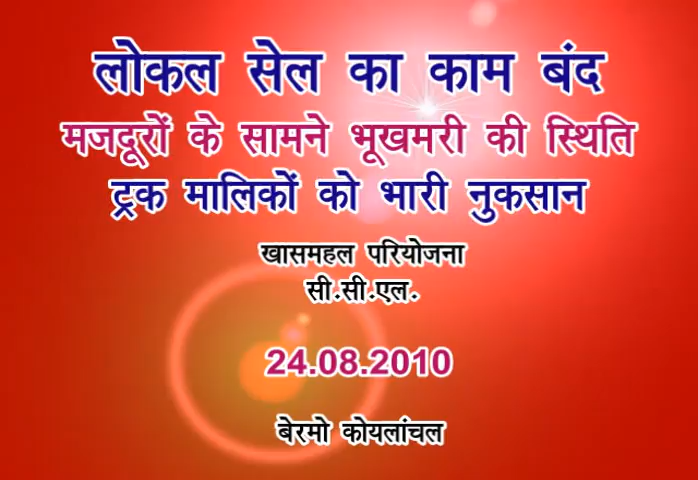 लोकल सेल का काम बंद
मजदूरों के सामने भूखमरी की स्थिति
ट्रक मालिकों को भारी नुकसान
खासमहल परियोजना
सी.सी.एल.
24.08.2010
बेरमो कोयलांचल